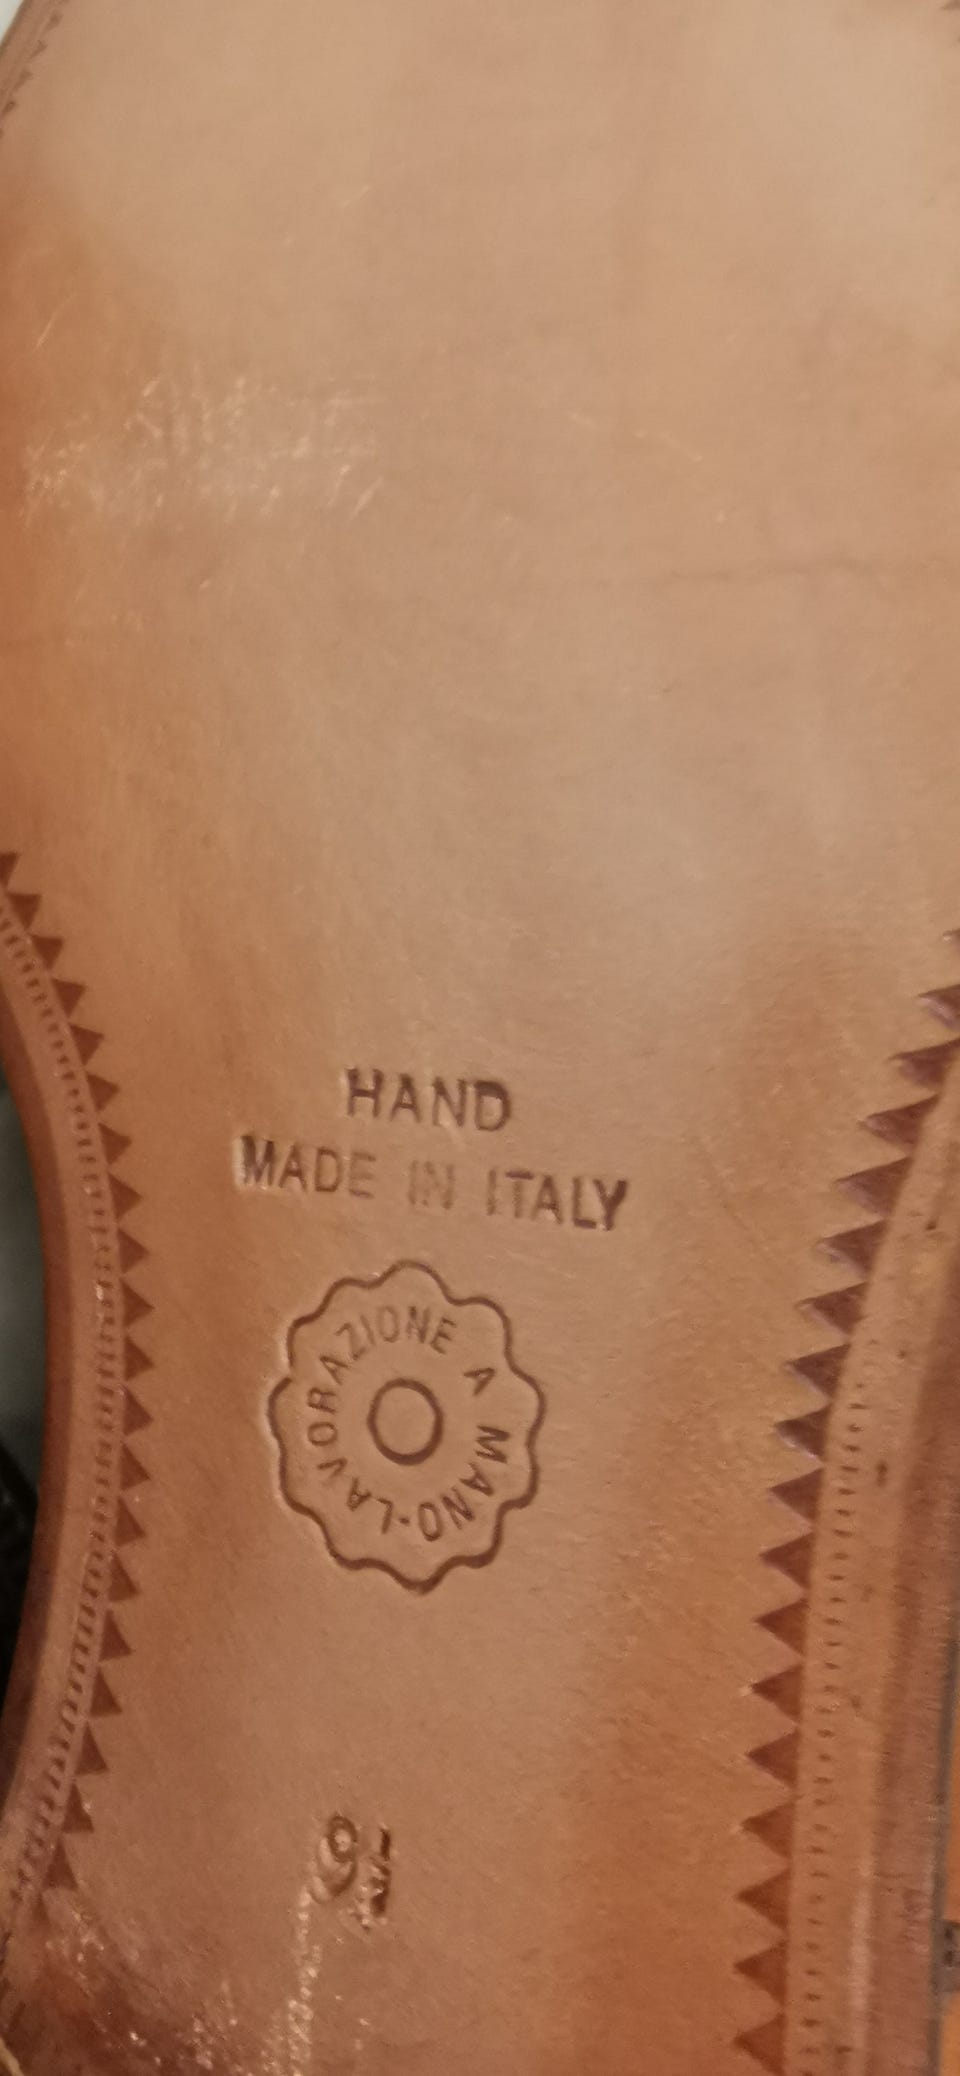 HAND
MADE IN ITALY
LAVORAZIONE A MANO-
9½